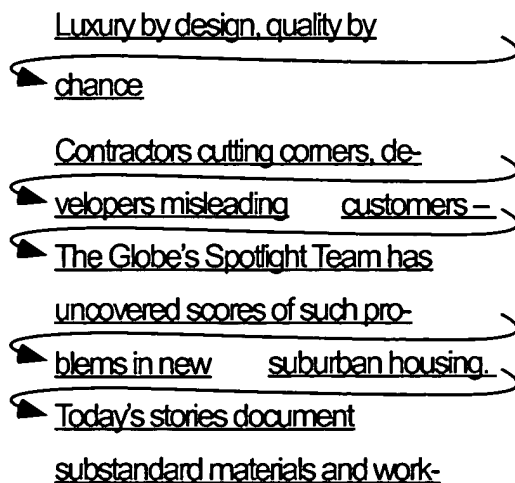 Luxury by design, quality by
chance
Contractors cutting corners, de-
velopers misleading customers –
The Globe's Spotfight Team has
uncovered scores of such pro-
blems in new suburban housing.
Today's stories document
substandard materials and work-